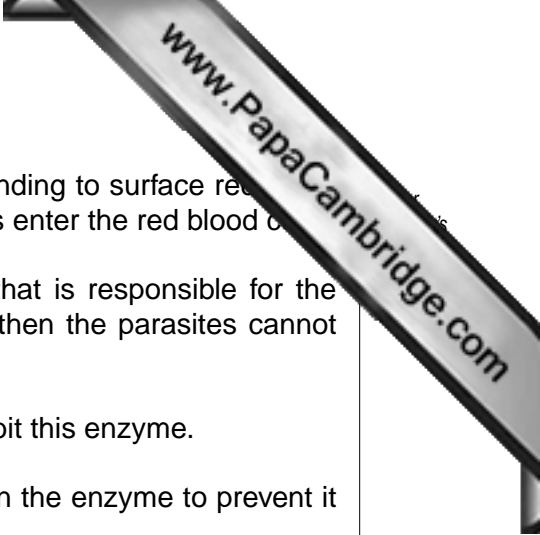 www.PapaCambridge.com
nding to surface
s enter the red blood
hat is responsible for the
then the parasites cannot
bit this enzyme.
n the enzyme to prevent it